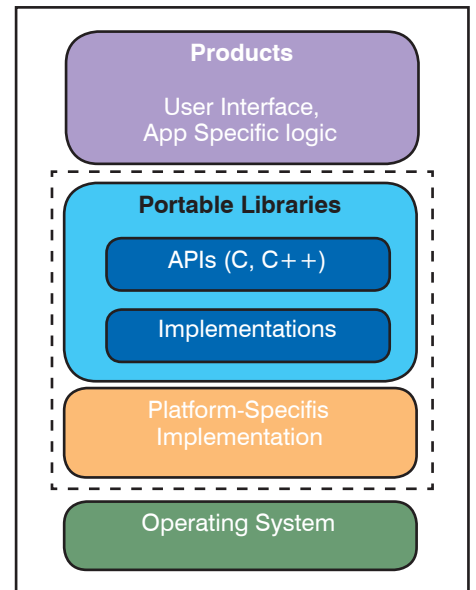 Products
User Interface,
App Specific logic
Portable Libraries
APIs (C, C++)
Implementations
Platform-Specifis
Implementation
Operating System